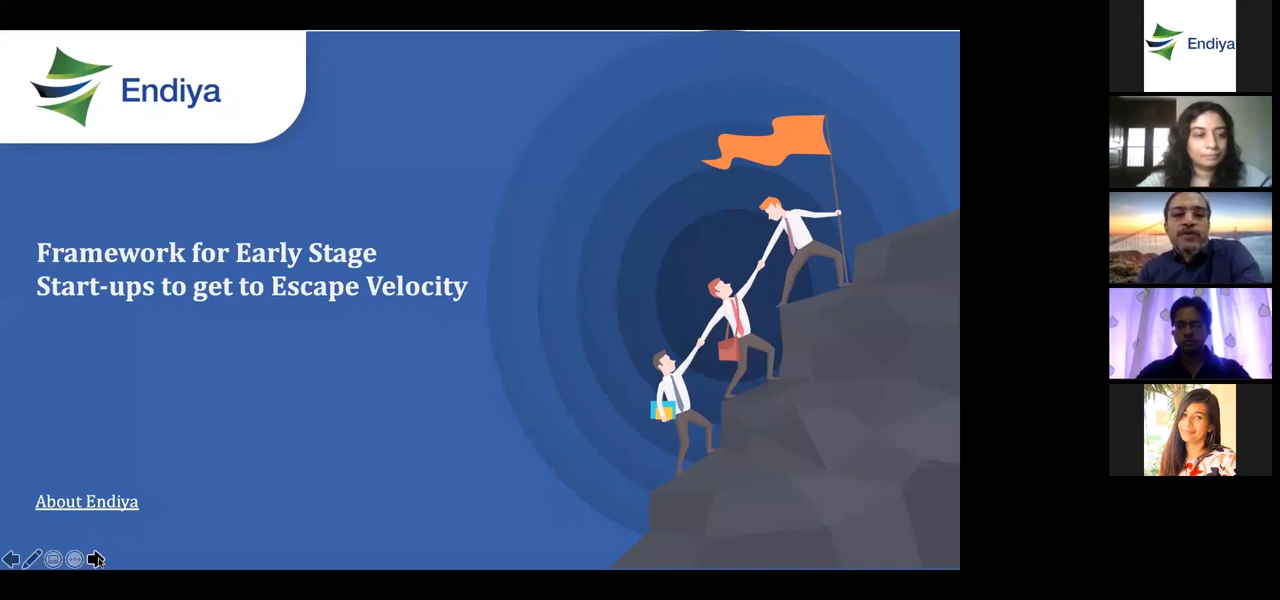 Endiya
Framework for Early Stage
Start-ups to get to Escape Velocity
About Endiya
Endiya